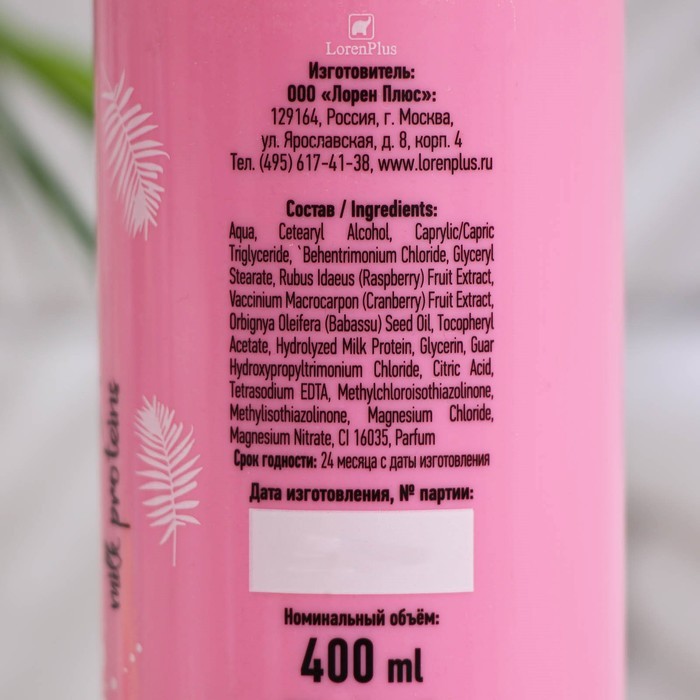 LorenPlus
Изготовитель:
ООО «Лорен Плюс»:
129164, Россия, г. Москва,
ул. Ярославская, д. 8, корп. 4
Тел. (495) 617-41-38, www.lorenplus.ru
Состав / Ingredients:
Aqua, Cetearyl Alcohol, Caprylic/Capric
Triglyceride, `Behentrimonium Chloride, Glyceryl
Stearate, Rubus Idaeus (Raspberry) Fruit Extract,
Vaccinium Macrocarpon (Cranberry) Fruit Extract,
Orbignya Oleifera (Babassu) Seed Oil, Tocopheryl
Acetate, Hydrolyzed Milk Protein, Glycerin, Guar
Hydroxypropyltrimonium Chloride, Citric Acid,
Tetrasodium EDTA, Methylchloroisothiazolinone,
Methylisothiazolinone, Magnesium Chloride,
Magnesium Nitrate, CI 16035, Parfum
Срок годности: 24 месяца с даты изготовления
Дата изготовления, № партии:
Номинальный объём:
400 ml
milk proteins